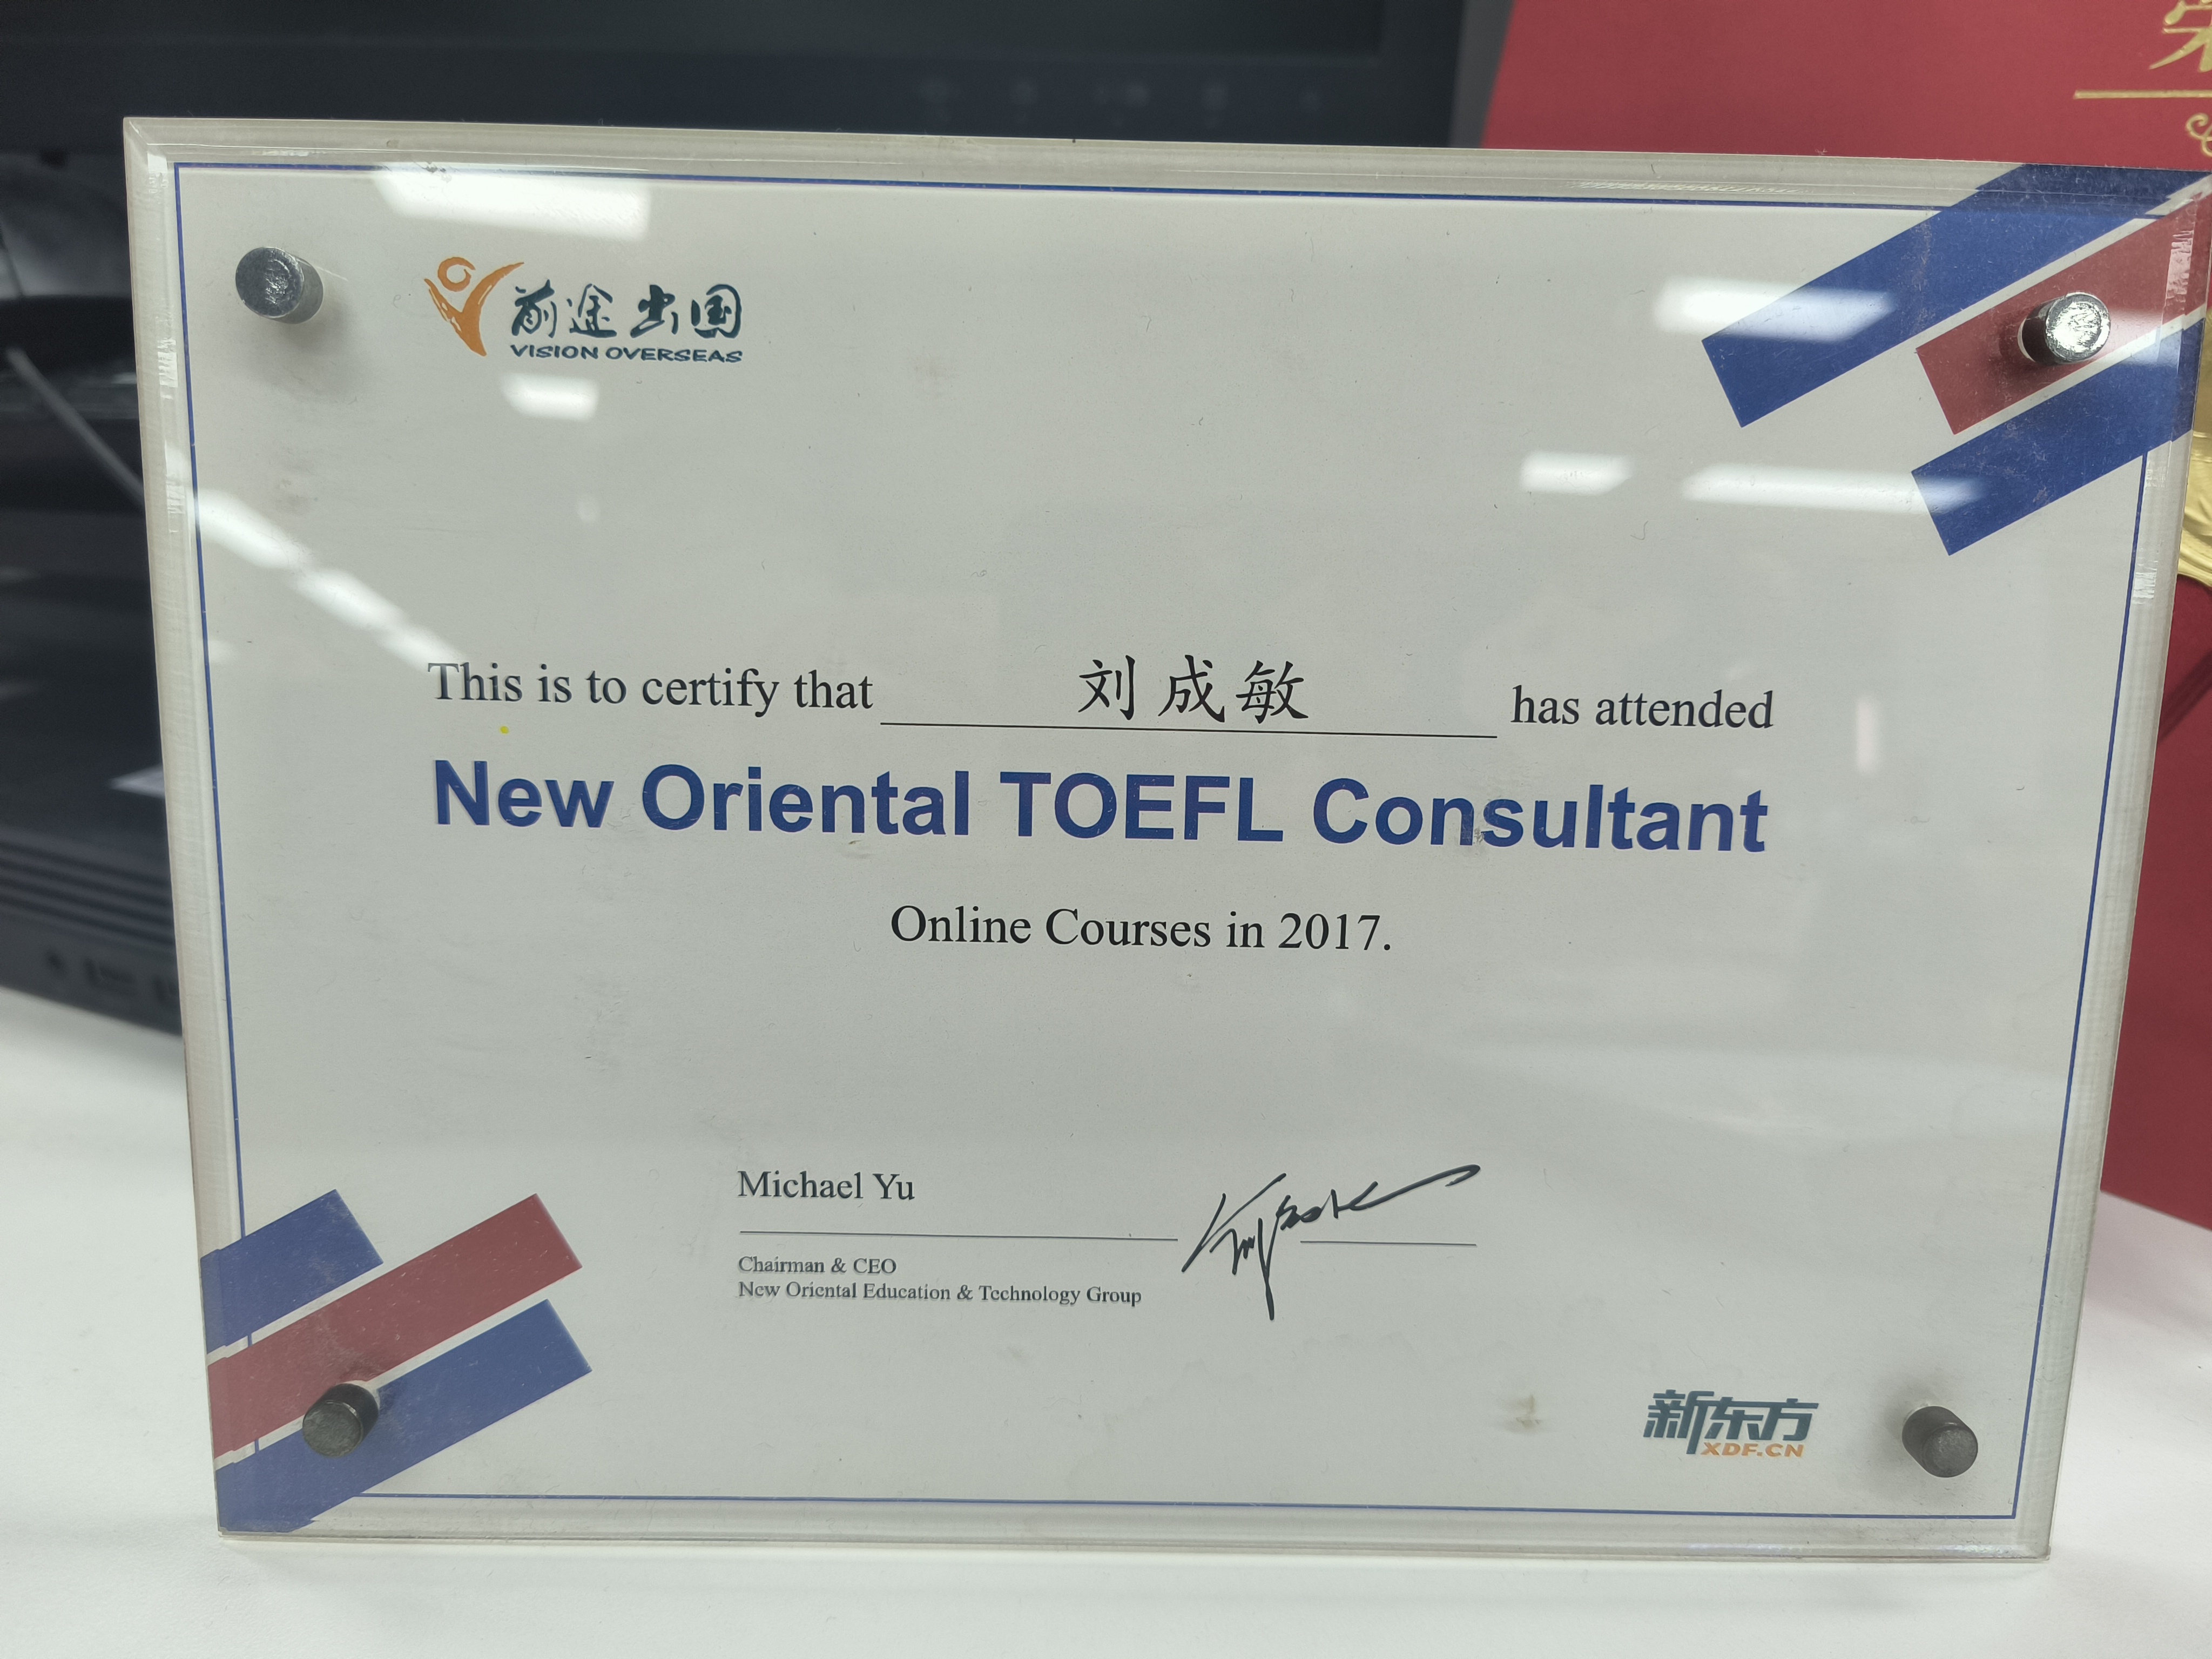 前途出国
VISION OVERSEAS
This is to certify that 刘成敏 has attended
New Oriental TOEFL Consultant
Online Courses in 2017.
Michael Yu
Chairman & CEO
New Oriental Education & Technology Group
新东方
XDF.CN